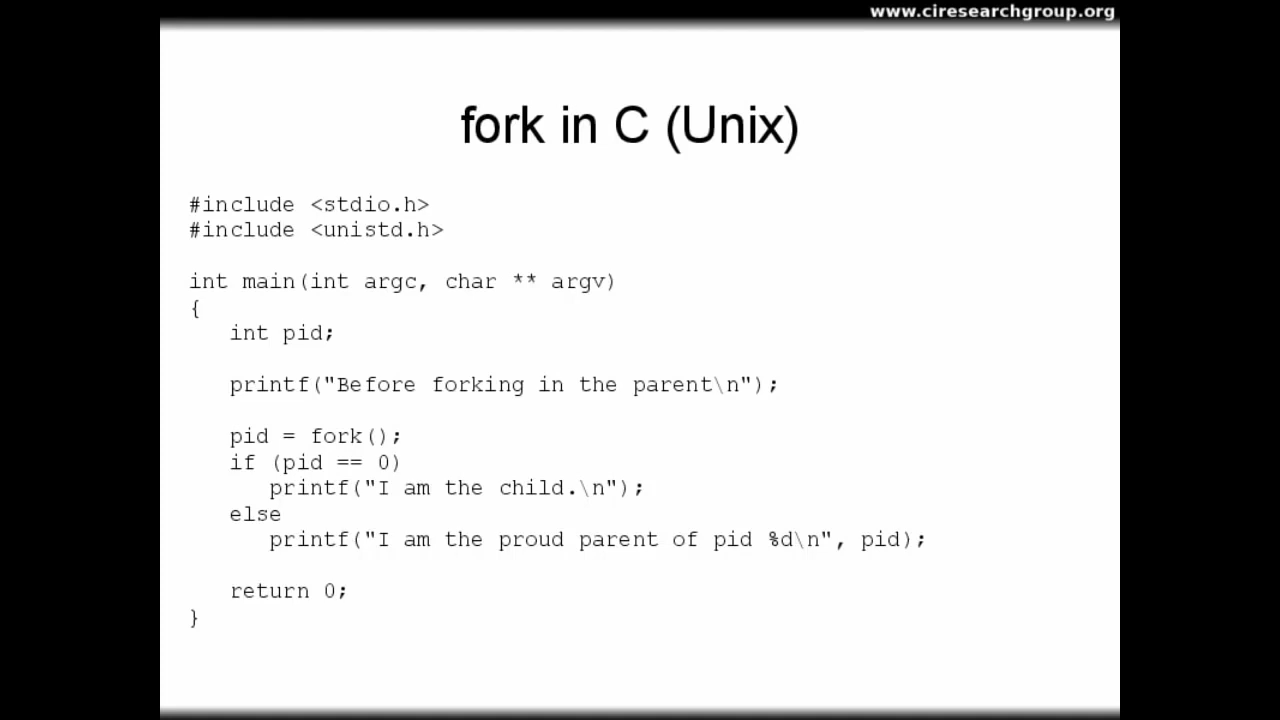 www.ciresearchgroup.org
fork in C (Unix)
#include <stdio.h>
#include <unistd.h>
int main(int argc, char ** argv)
{
int pid;
printf("Before forking in the parent\n");
pid = fork();
if (pid == 0)
printf("I am the child.\n");
else
printf("I am the proud parent of pid %d\n", pid);
return 0;
}